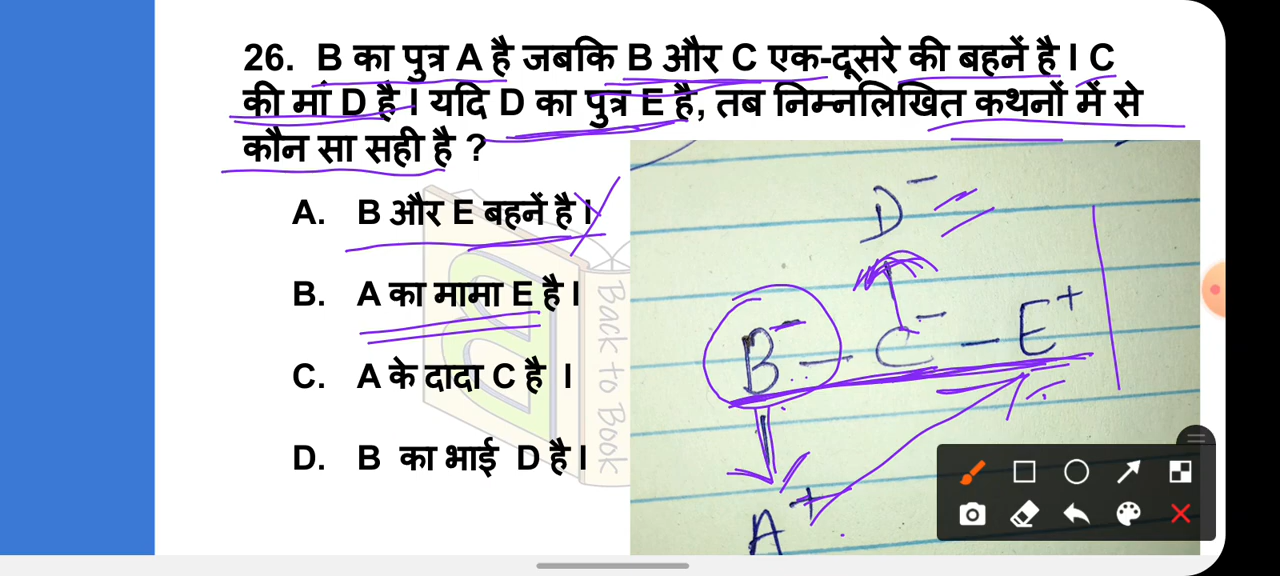 26. B का पुत्र A है जबकि B और C एक-दूसरे की बहनें है I C
की मां D है I यदि D का पुत्र E है, तब निम्नलिखित कथनों में से
कौन सा सही है ?
A. B और E बहनें है I
B. A का मामा E है I
C. A के दादा C है I
D. B का भाई D है I
Back to Book
D⁻
B⁻ – C⁻ – E⁺
A⁺